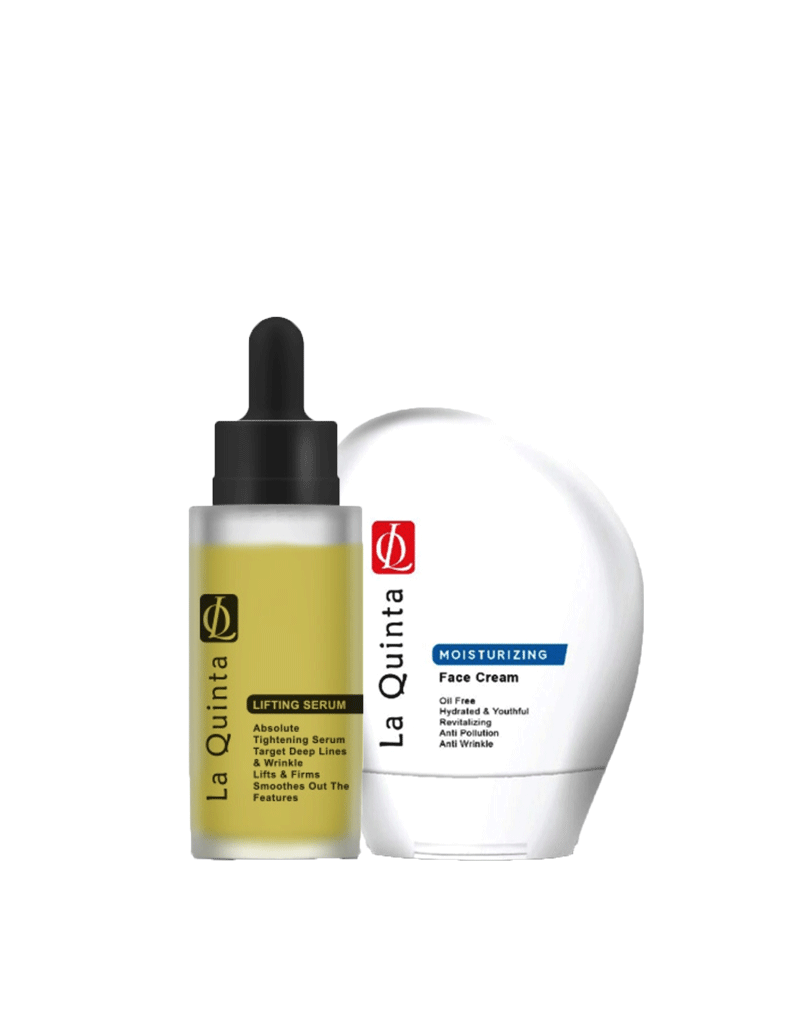 La Quinta
LIFTING SERUM
Absolute
Tightening Serum
Target Deep Lines
& Wrinkle
Lifts & Firms
Smoothes Out The
Features
La Quinta
MOISTURIZING
Face Cream
Oil Free
Hydrated & Youthful
Revitalizing
Anti Pollution
Anti Wrinkle